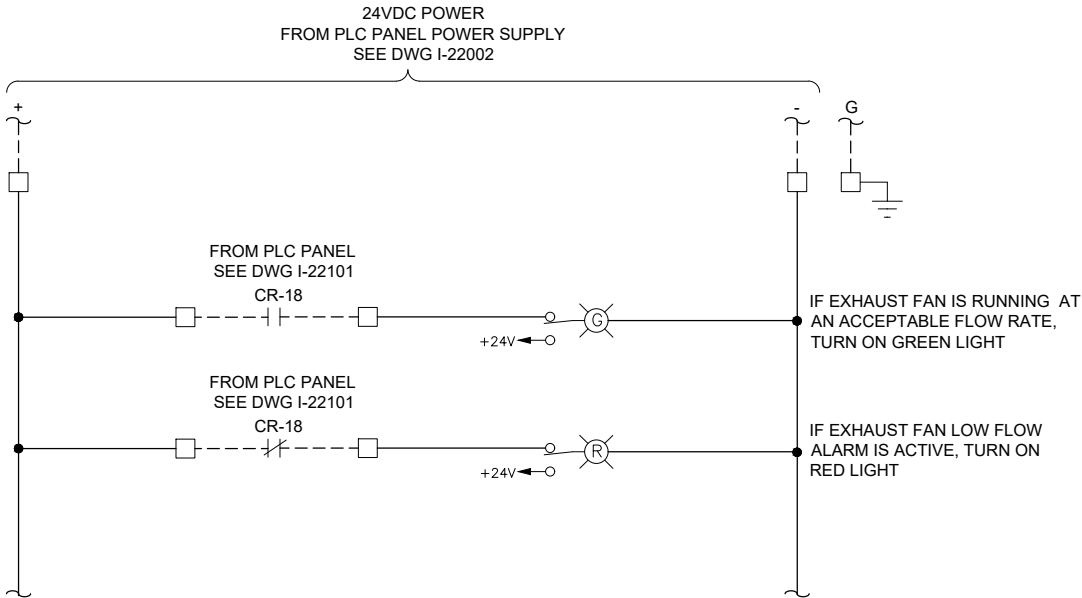 24VDC POWER
FROM PLC PANEL POWER SUPPLY
SEE DWG I-22002
+
-
G
FROM PLC PANEL
SEE DWG I-22101
CR-18
G
+24V
IF EXHAUST FAN IS RUNNING AT
AN ACCEPTABLE FLOW RATE,
TURN ON GREEN LIGHT
FROM PLC PANEL
SEE DWG I-22101
CR-18
R
+24V
IF EXHAUST FAN LOW FLOW
ALARM IS ACTIVE, TURN ON
RED LIGHT